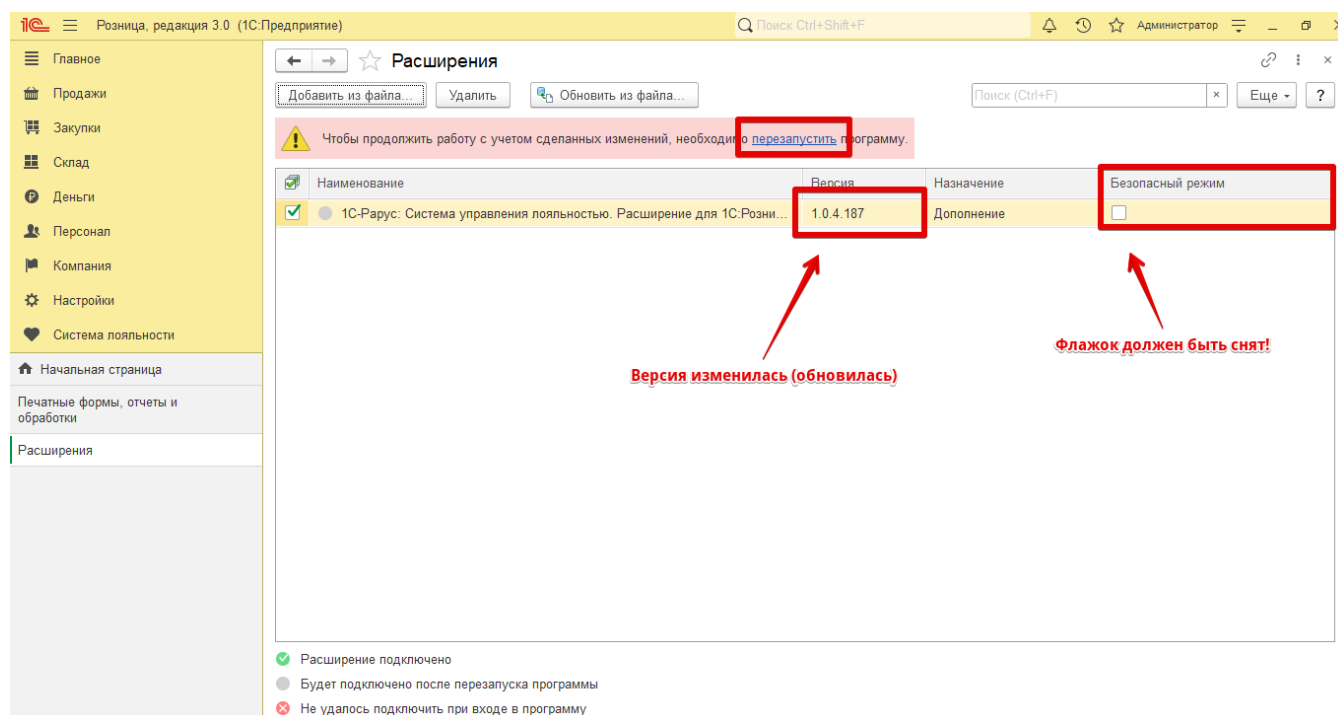 1С Розница, редакция 3.0 (1С:Предприятие) Поиск Ctrl+Shift+F Администратор
Главное
Продажи
Закупки
Склад
Деньги
Персонал
Компания
Настройки
Система лояльности
Начальная страница
Печатные формы, отчеты и
обработки
Расширения
Расширения
Добавить из файла... Удалить Обновить из файла... Поиск (Ctrl+F) × Еще ?
Чтобы продолжить работу с учетом сделанных изменений, необходимо перезапустить программу.
Наименование Версия Назначение Безопасный режим
1С-Рарус: Система управления лояльностью. Расширение для 1С:Розни... 1.0.4.187 Дополнение
Флажок должен быть снят!
Версия изменилась (обновилась)
Расширение подключено
Будет подключено после перезапуска программы
Не удалось подключить при входе в программу